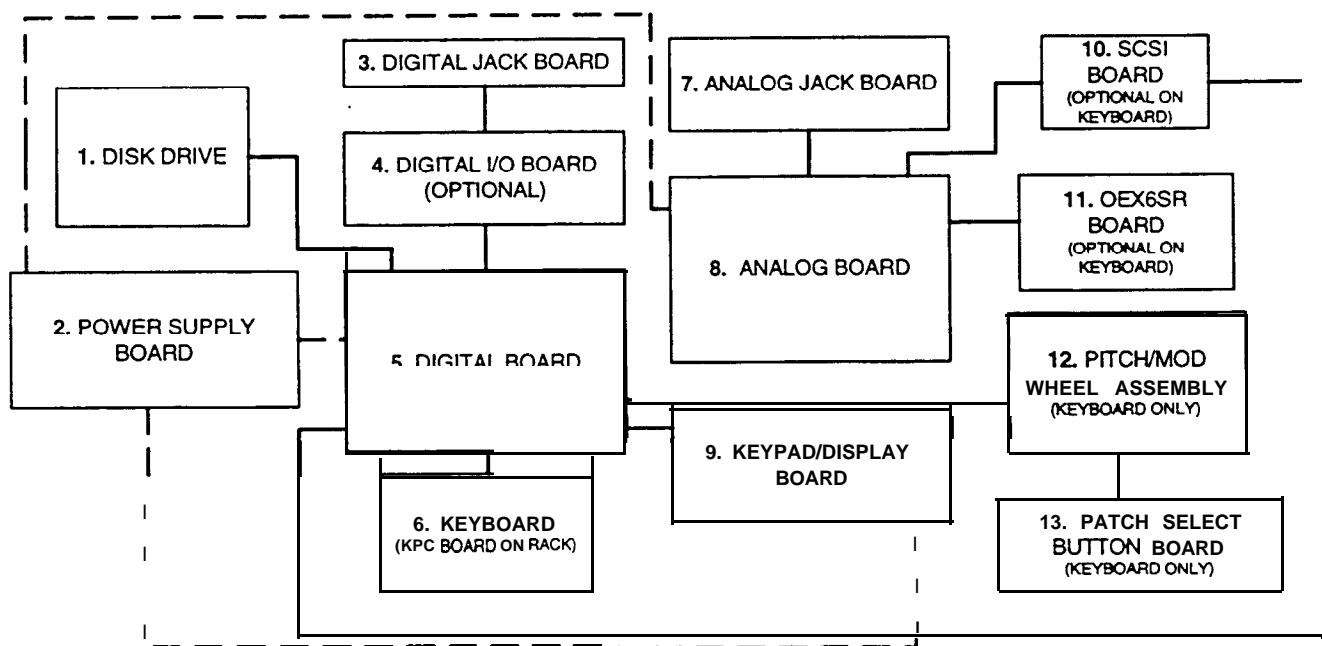 1. DISK DRIVE
2. POWER SUPPLY
BOARD
3. DIGITAL JACK BOARD
4. DIGITAL I/O BOARD
(OPTIONAL)
5. DIGITAL BOARD
6. KEYBOARD
(KPC BOARD ON RACK)
7. ANALOG JACK BOARD
8. ANALOG BOARD
9. KEYPAD/DISPLAY
BOARD
10. SCSI
BOARD
(OPTIONAL ON
KEYBOARD)
11. OEX6SR
BOARD
(OPTIONAL ON
KEYBOARD)
12. PITCH/MOD
WHEEL ASSEMBLY
(KEYBOARD ONLY)
13. PATCH SELECT
BUTTON BOARD
(KEYBOARD ONLY)